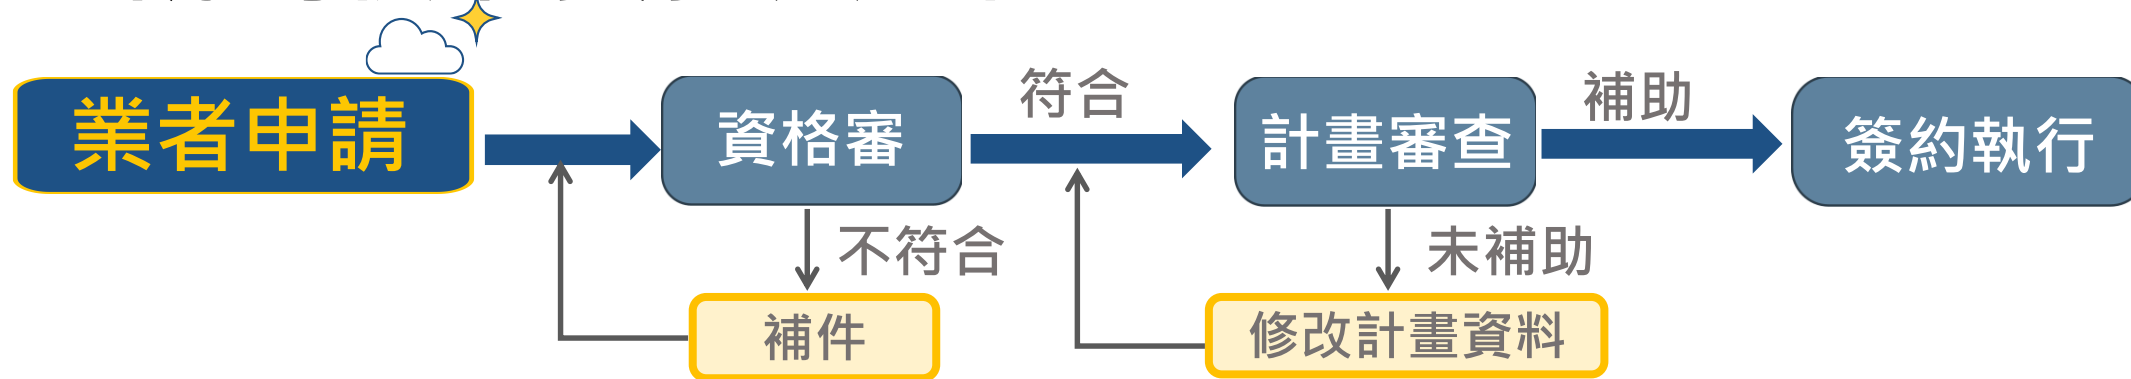 業者申請
資格審
符合
計畫審查
補助
簽約執行
不符合
未補助
補件
修改計畫資料